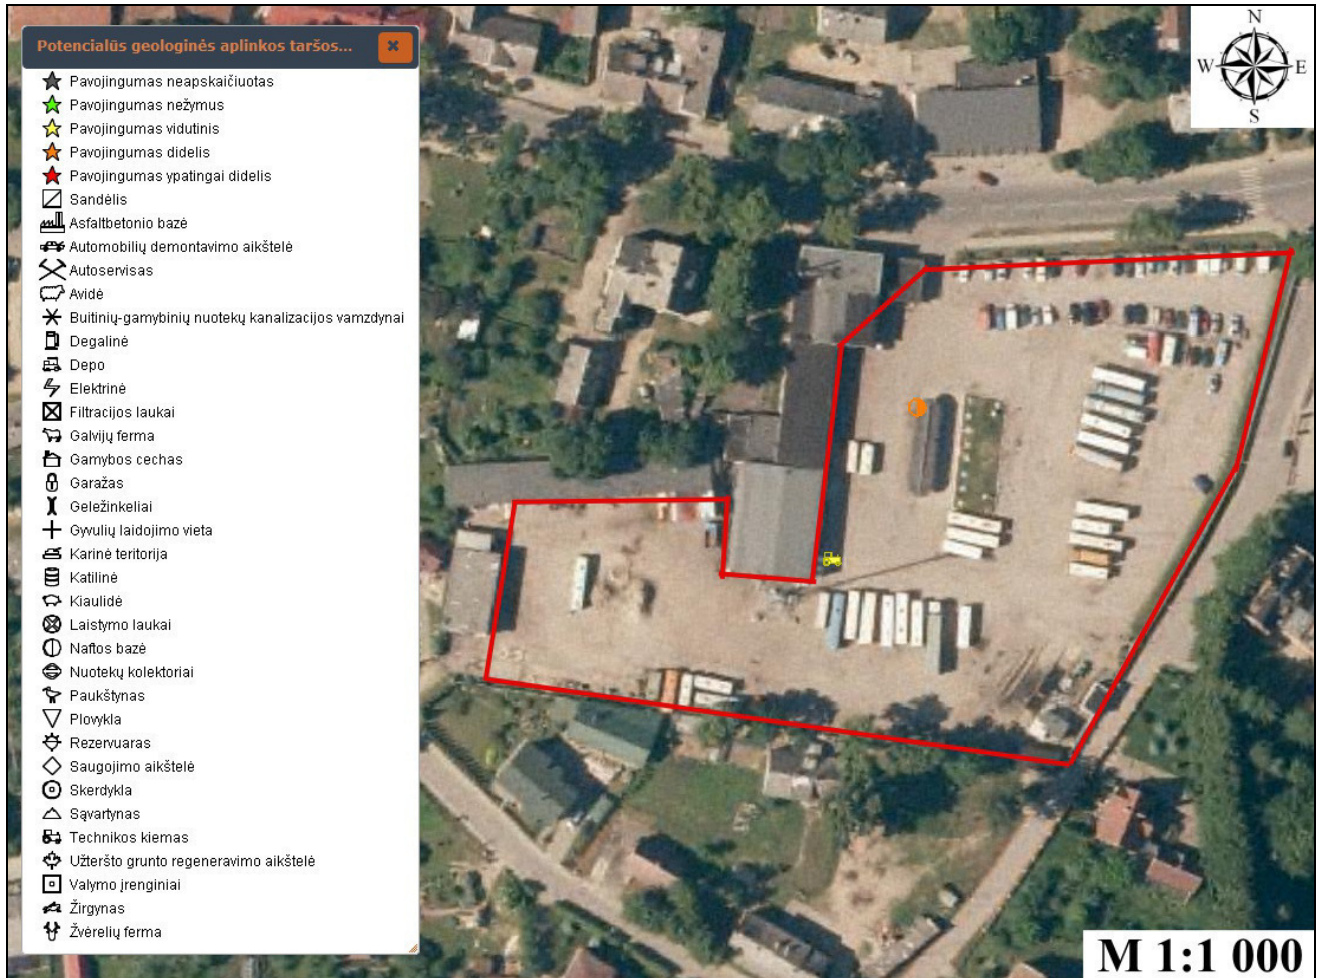 Potencialūs geologinės aplinkos taršos...
Pavojingumas neapskaičiuotas
Pavojingumas nežymus
Pavojingumas vidutinis
Pavojingumas didelis
Pavojingumas ypatingai didelis
Sandėlis
Asfaltbetonio bazė
Automobilių demontavimo aikštelė
Autoservisas
Avidė
Buitinių-gamybinių nuotekų kanalizacijos vamzdynai
Degalinė
Depo
Elektrinė
Filtracijos laukai
Galvijų ferma
Gamybos cechas
Garažas
Geležinkeliai
Gyvulių laidojimo vieta
Karinė teritorija
Katilinė
Kiaulidė
Laistymo laukai
Naftos bazė
Nuotekų kolektoriai
Paukštynas
Plovykla
Rezervuaras
Saugojimo aikštelė
Skerdykla
Sąvartynas
Technikos kiemas
Užteršto grunto regeneravimo aikštelė
Valymo įrenginiai
Žirgynas
Žvėrelių ferma
N
W E
S
M 1:1 000